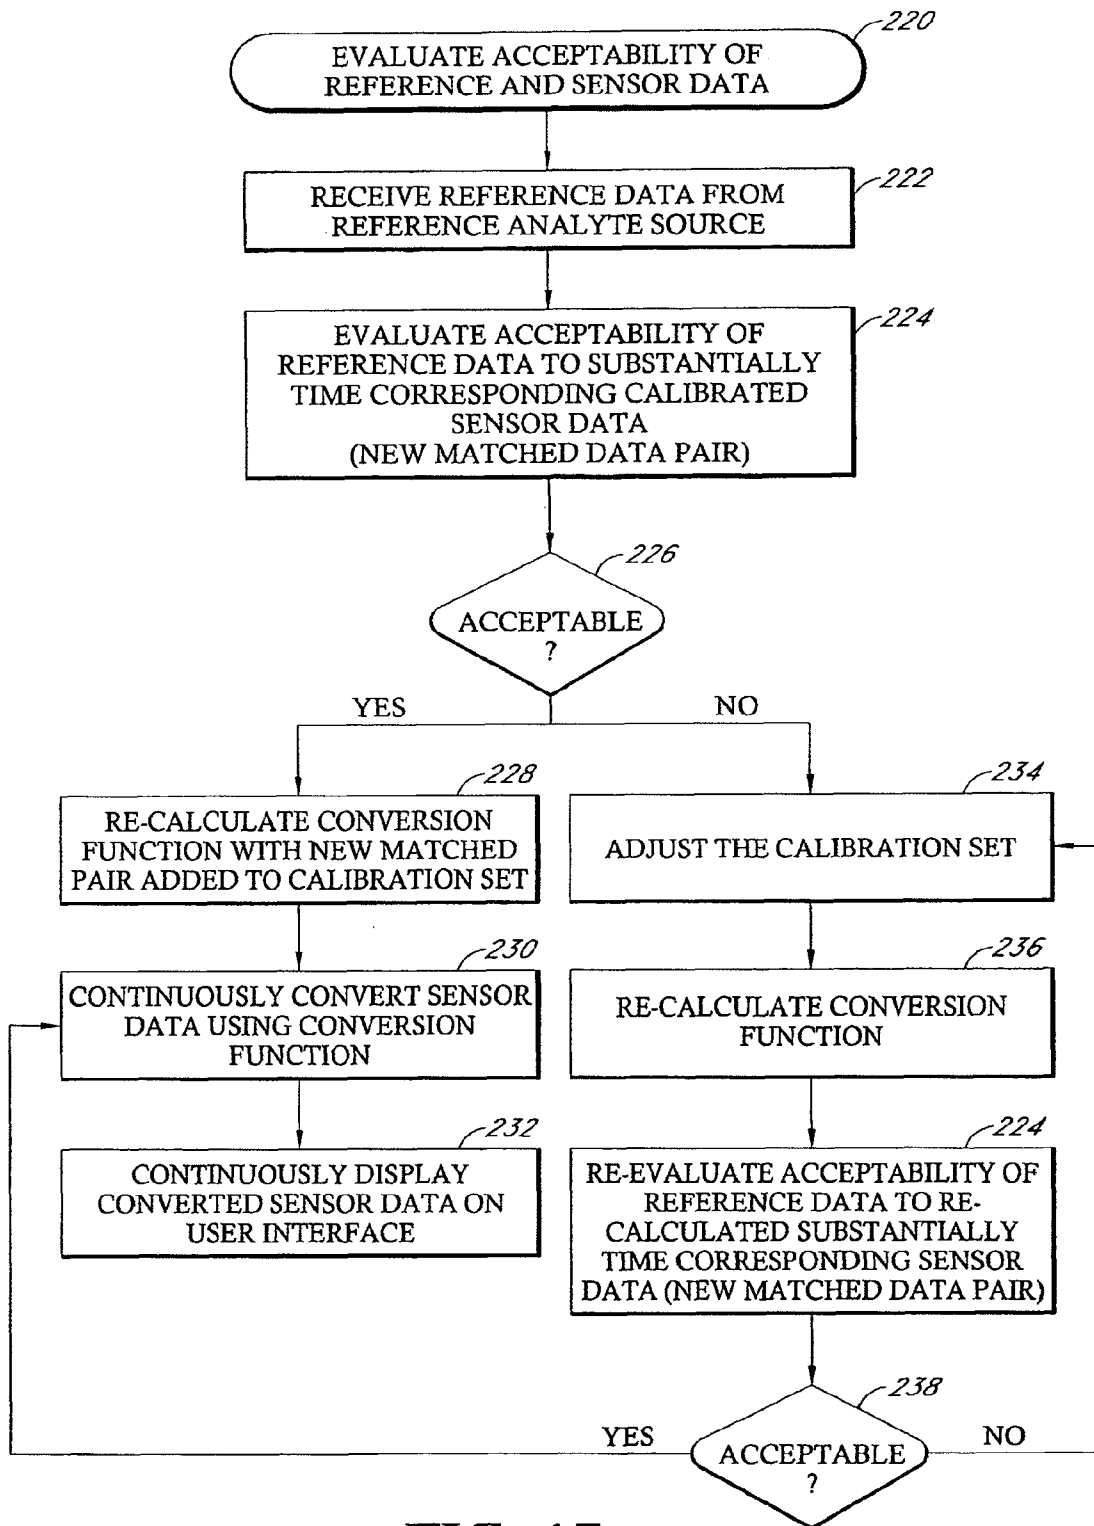 220
EVALUATE ACCEPTABILITY OF
REFERENCE AND SENSOR DATA
222
RECEIVE REFERENCE DATA FROM
REFERENCE ANALYTE SOURCE
224
EVALUATE ACCEPTABILITY OF
REFERENCE DATA TO SUBSTANTIALLY
TIME CORRESPONDING CALIBRATED
SENSOR DATA
(NEW MATCHED DATA PAIR)
226
ACCEPTABLE
?
YES
NO
228
RE-CALCULATE CONVERSION
FUNCTION WITH NEW MATCHED
PAIR ADDED TO CALIBRATION SET
234
ADJUST THE CALIBRATION SET
230
CONTINUOUSLY CONVERT SENSOR
DATA USING CONVERSION
FUNCTION
236
RE-CALCULATE CONVERSION
FUNCTION
232
CONTINUOUSLY DISPLAY
CONVERTED SENSOR DATA ON
USER INTERFACE
224
RE-EVALUATE ACCEPTABILITY OF
REFERENCE DATA TO RE-
CALCULATED SUBSTANTIALLY
TIME CORRESPONDING SENSOR
DATA (NEW MATCHED DATA PAIR)
238
YES
ACCEPTABLE
?
NO